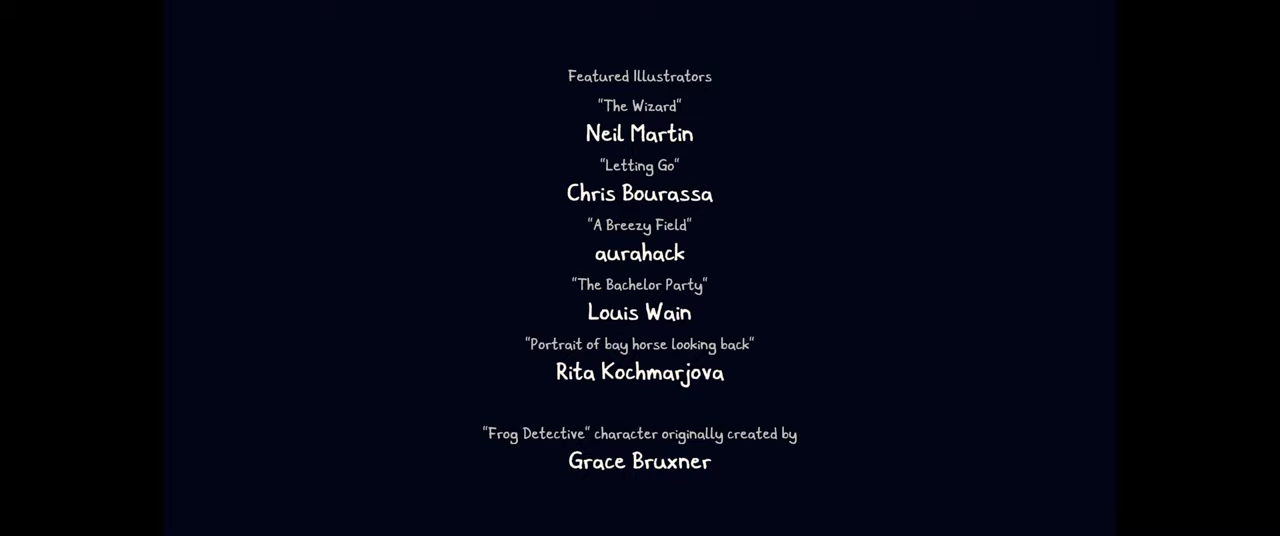 Featured Illustrators
"The Wizard"
Neil Martin
"Letting Go"
Chris Bourassa
"A Breezy Field"
aurahack
"The Bachelor Party"
Louis Wain
"Portrait of bay horse looking back"
Rita Kochmarjova
"Frog Detective" character originally created by
Grace Bruxner